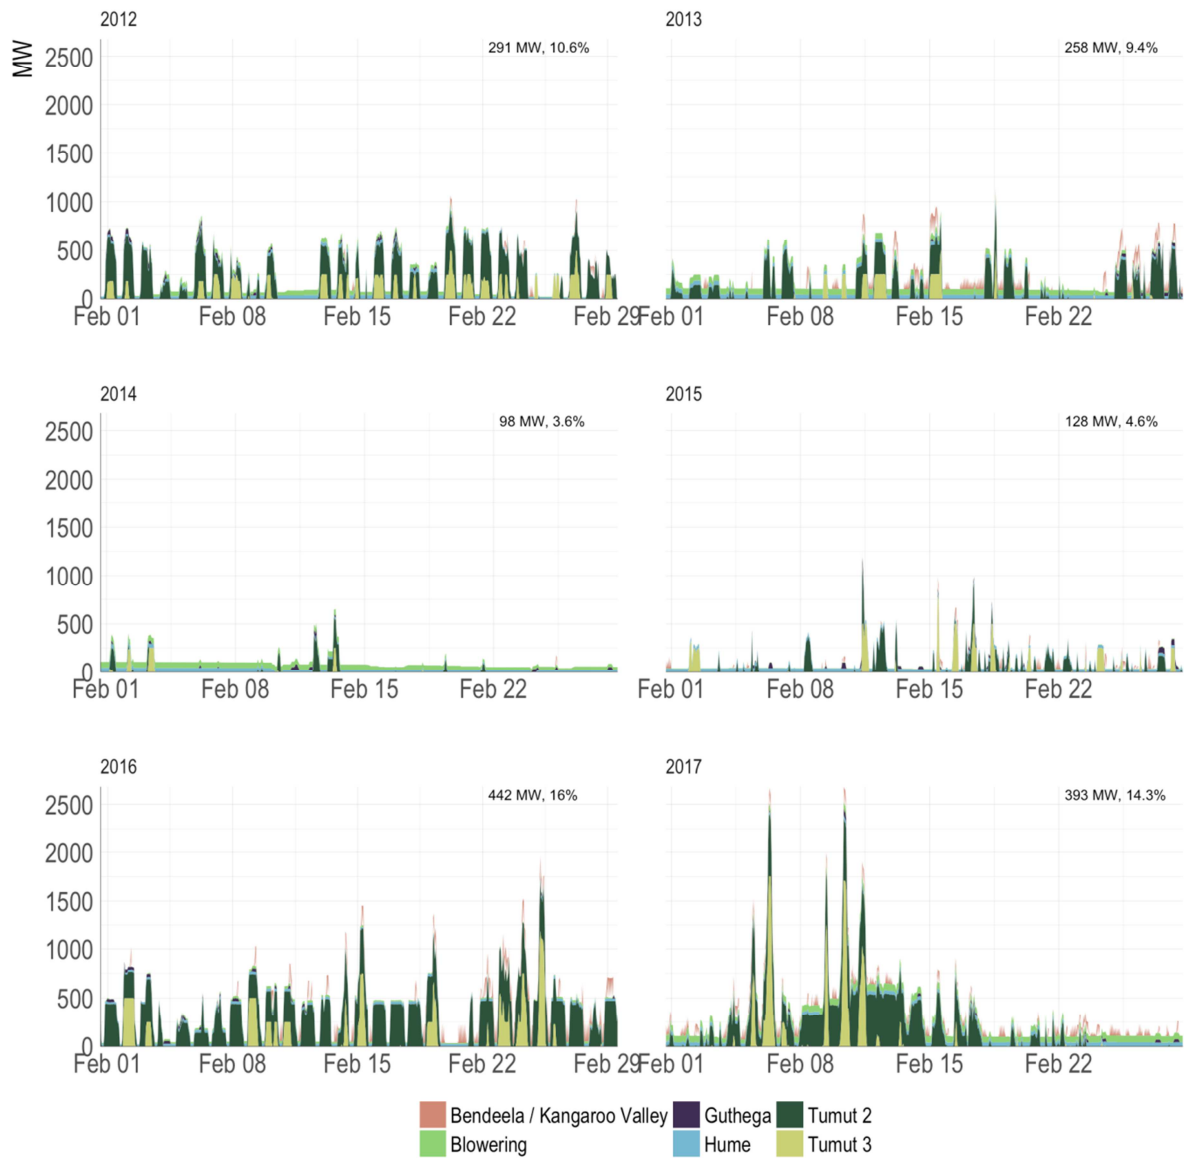 2012
2013
MW
2500
2000
1500
1000
500
0
291 MW, 10.6%
258 MW, 9.4%
Feb 01 Feb 08 Feb 15 Feb 22 Feb 29
Feb 01 Feb 08 Feb 15 Feb 22
2014
2015
2500
2000
1500
1000
500
0
98 MW, 3.6%
128 MW, 4.6%
Feb 01 Feb 08 Feb 15 Feb 22
Feb 01 Feb 08 Feb 15 Feb 22
2016
2017
2500
2000
1500
1000
500
0
442 MW, 16%
393 MW, 14.3%
Feb 01 Feb 08 Feb 15 Feb 22 Feb 29
Feb 01 Feb 08 Feb 15 Feb 22
Bendeela / Kangaroo Valley Guthega Tumut 2
Blowering Hume Tumut 3